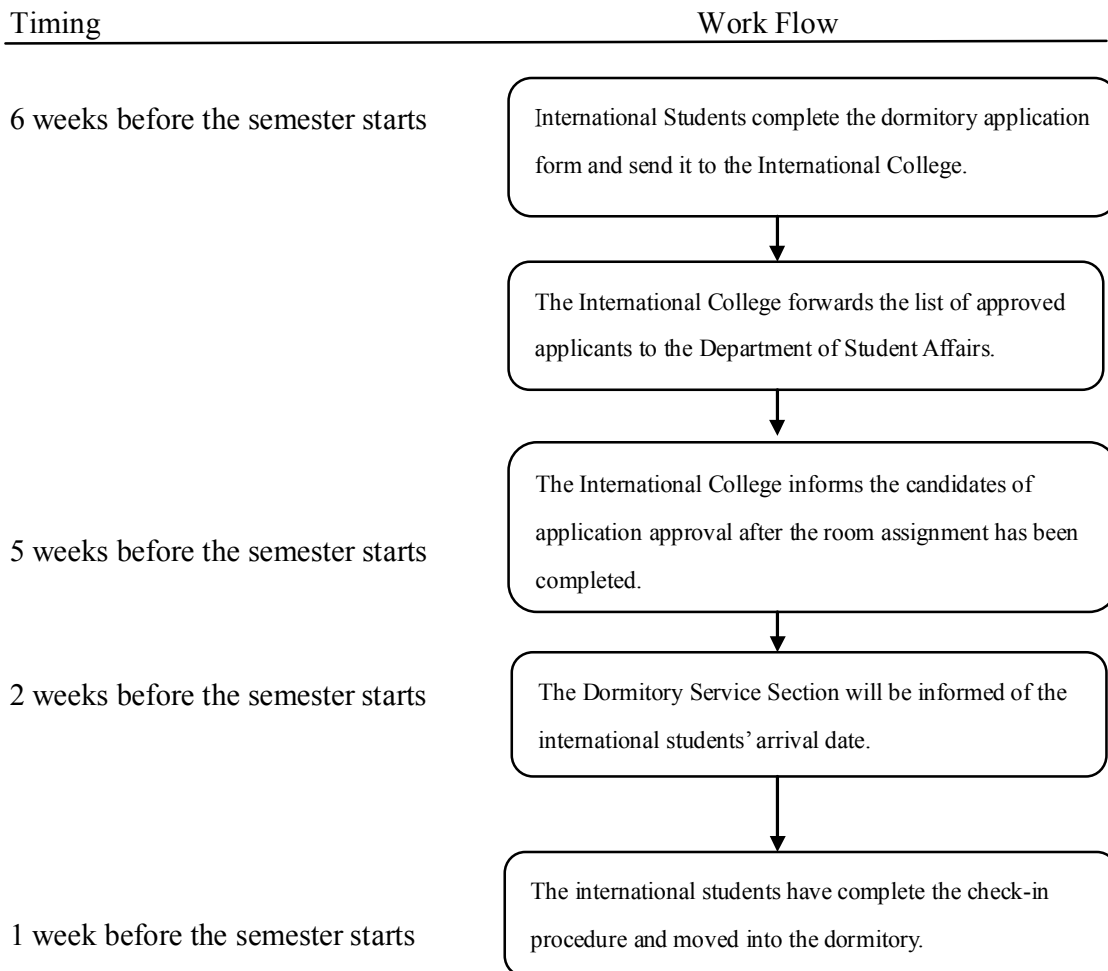 Timing Work Flow
6 weeks before the semester starts
International Students complete the dormitory application
form and send it to the International College.
The International College forwards the list of approved
applicants to the Department of Student Affairs.
5 weeks before the semester starts
The International College informs the candidates of
application approval after the room assignment has been
completed.
2 weeks before the semester starts
The Dormitory Service Section will be informed of the
international students’ arrival date.
1 week before the semester starts
The international students have complete the check-in
procedure and moved into the dormitory.